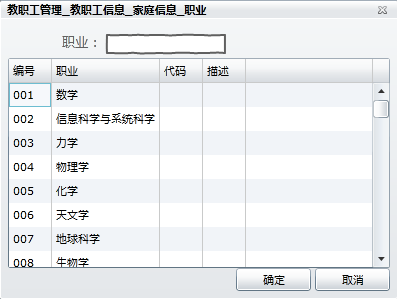 教职工管理_教职工信息_家庭信息_职业
职业：
编号 职业 代码 描述
001 数学
002 信息科学与系统科学
003 力学
004 物理学
005 化学
006 天文学
007 地球科学
008 生物学
确定 取消